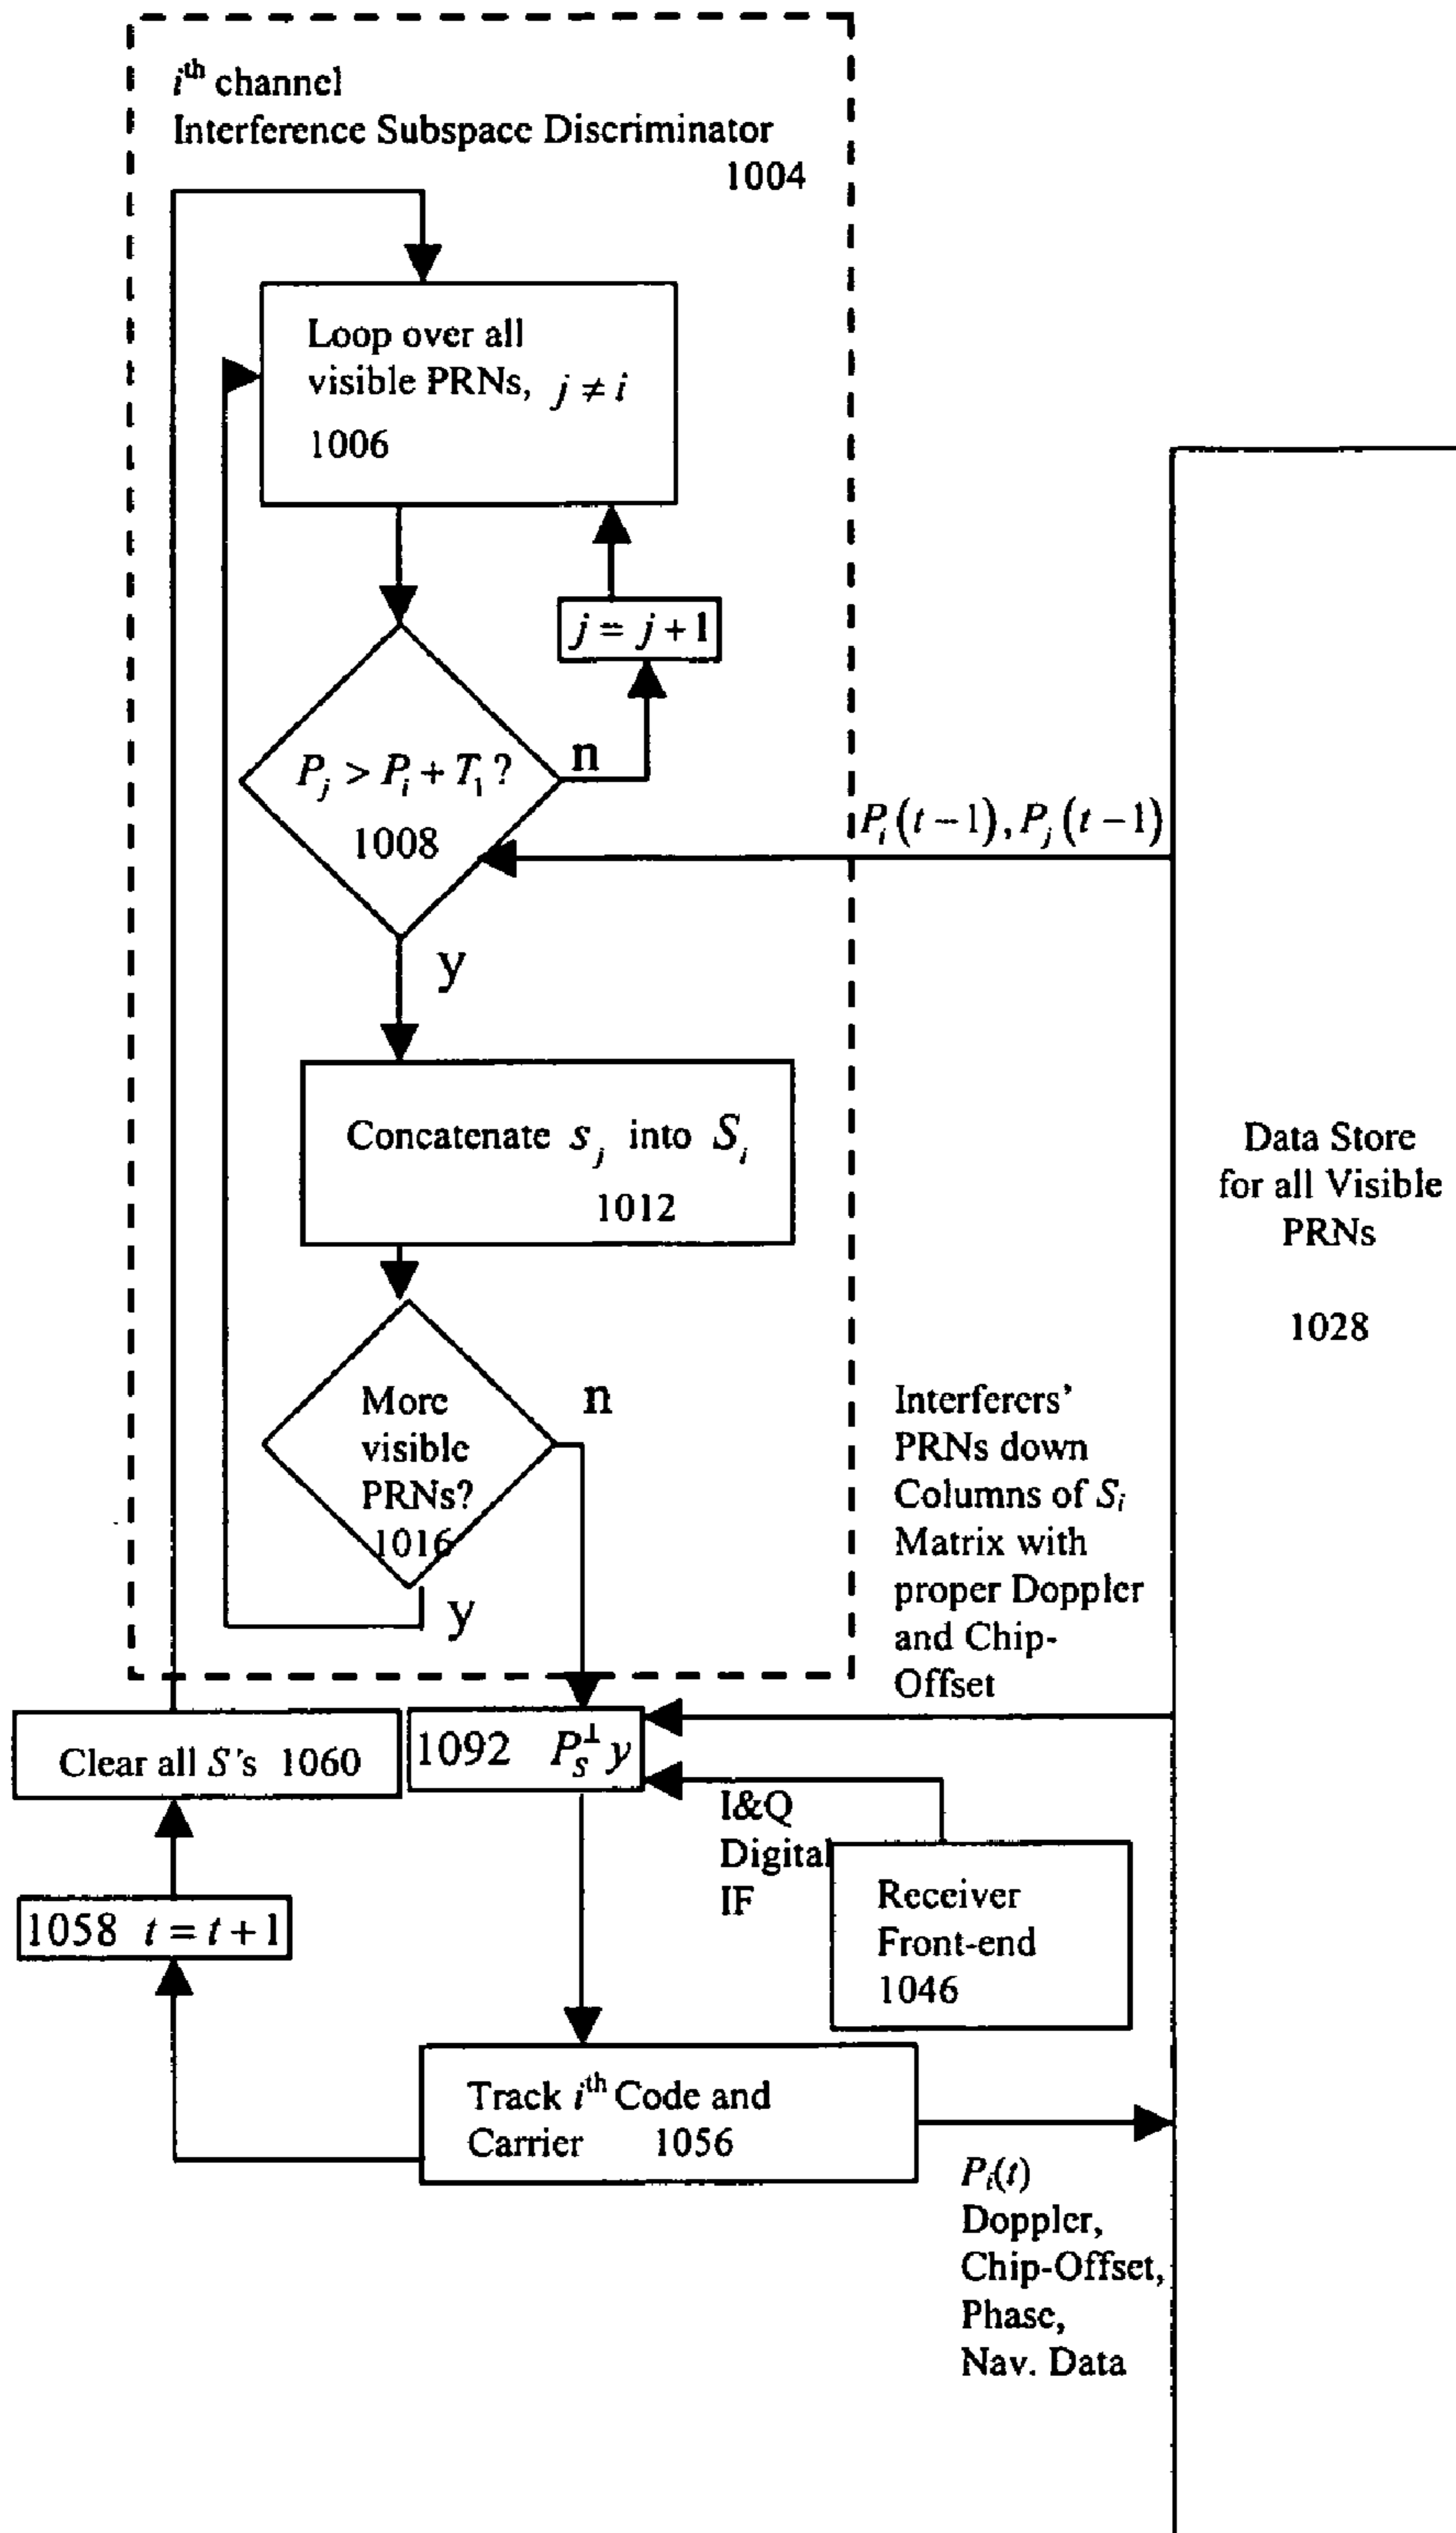 iᵗʰ channel
Interference Subspace Discriminator
1004
Loop over all
visible PRNs, j ≠ i
1006
j = j + 1
P_j > P_i + T_1 ?
n
1008
P_i(t−1), P_j(t−1)
y
Concatenate s_j into S_i
1012
Data Store
for all Visible
PRNs
1028
More
visible
PRNs?
1016
n
y
Interferers’
PRNs down
Columns of S_i
Matrix with
proper Doppler
and Chip-
Offset
Clear all S's 1060
1092 P_s^⊥ y
I&Q
Digital
IF
Receiver
Front-end
1046
1058 t = t + 1
Track iᵗʰ Code and
Carrier 1056
P_i(t)
Doppler,
Chip-Offset,
Phase,
Nav. Data